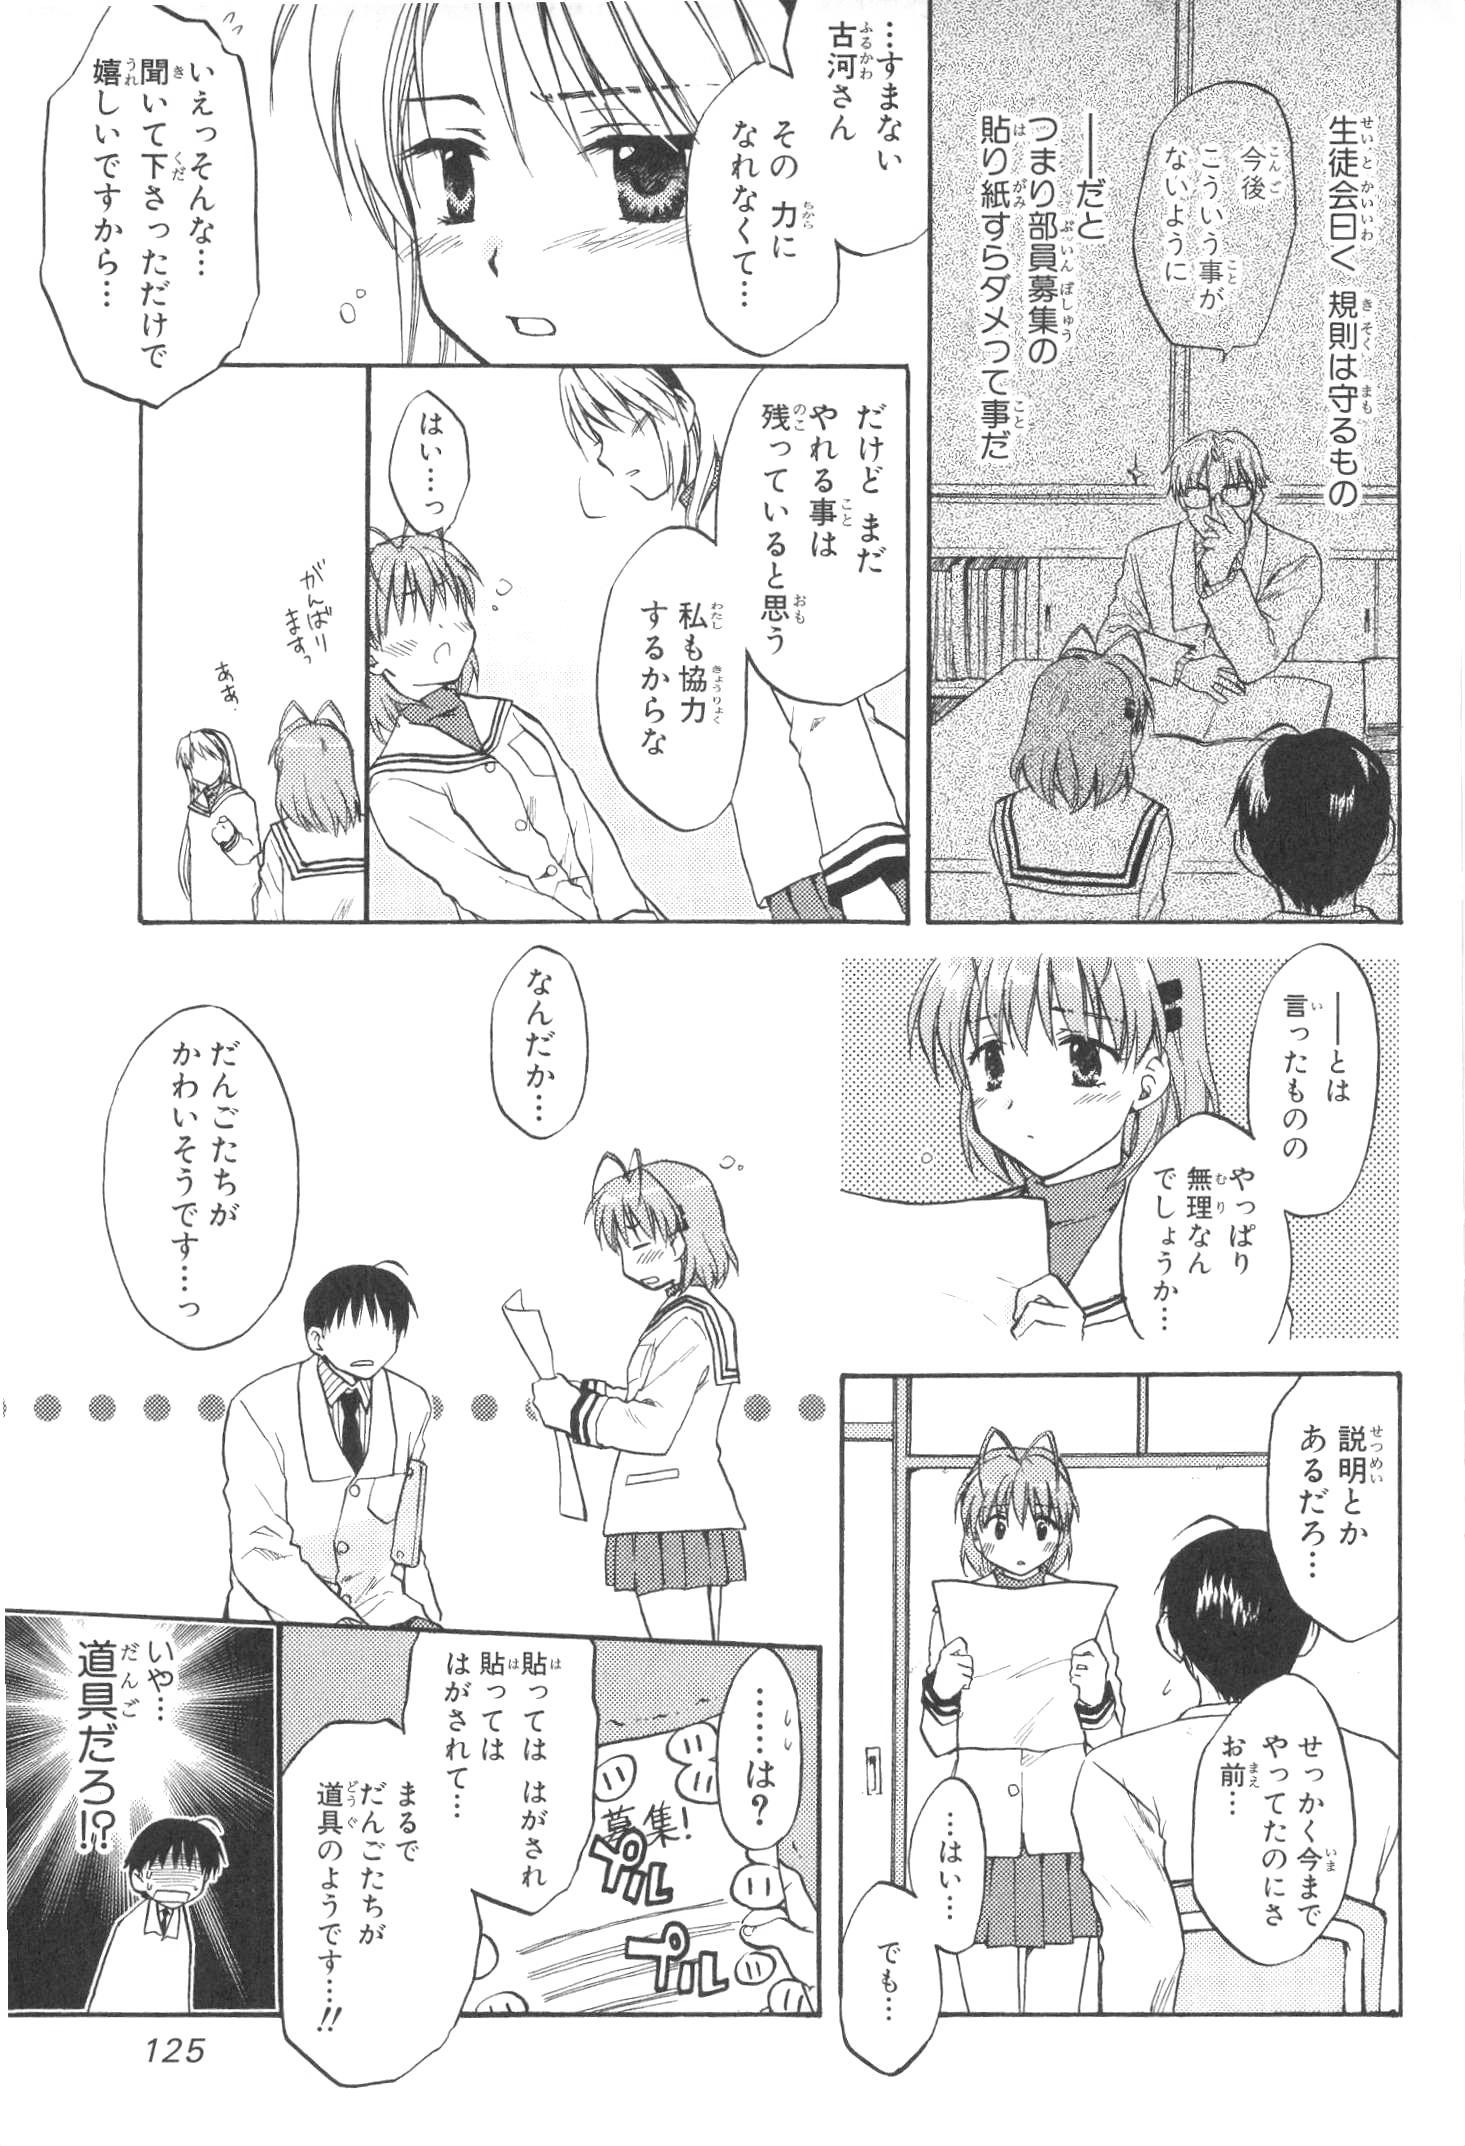 生徒会曰く 規則は守るもの
今後
こういう事が
ないように
――だと
つまり部員募集の
貼り紙すらダメって事だ
…すまない
古河さん
その 力に
なれなくて…
いえっそんな…
聞いて下さっただけで
嬉しいですから…
だけど まだ
やれる事は
残っていると思う
私も協力
するからな
はい…っ
がんばり
ますっ
ああ.
――とは
言ったものの
やっぱり
無理なん
でしょうか…
なんだか…
だんごたちが
かわいそうです…っ
説明とか
あるだろ…
せっかく今まで
やってたのにさ
お前…
…はい…
でも…
……は?
募集!
プルル
プルル
貼っては はがされ
貼っては
はがされて…
まるで
だんごたちが
道具のようです…!!
いや…
道具だろ!?
125